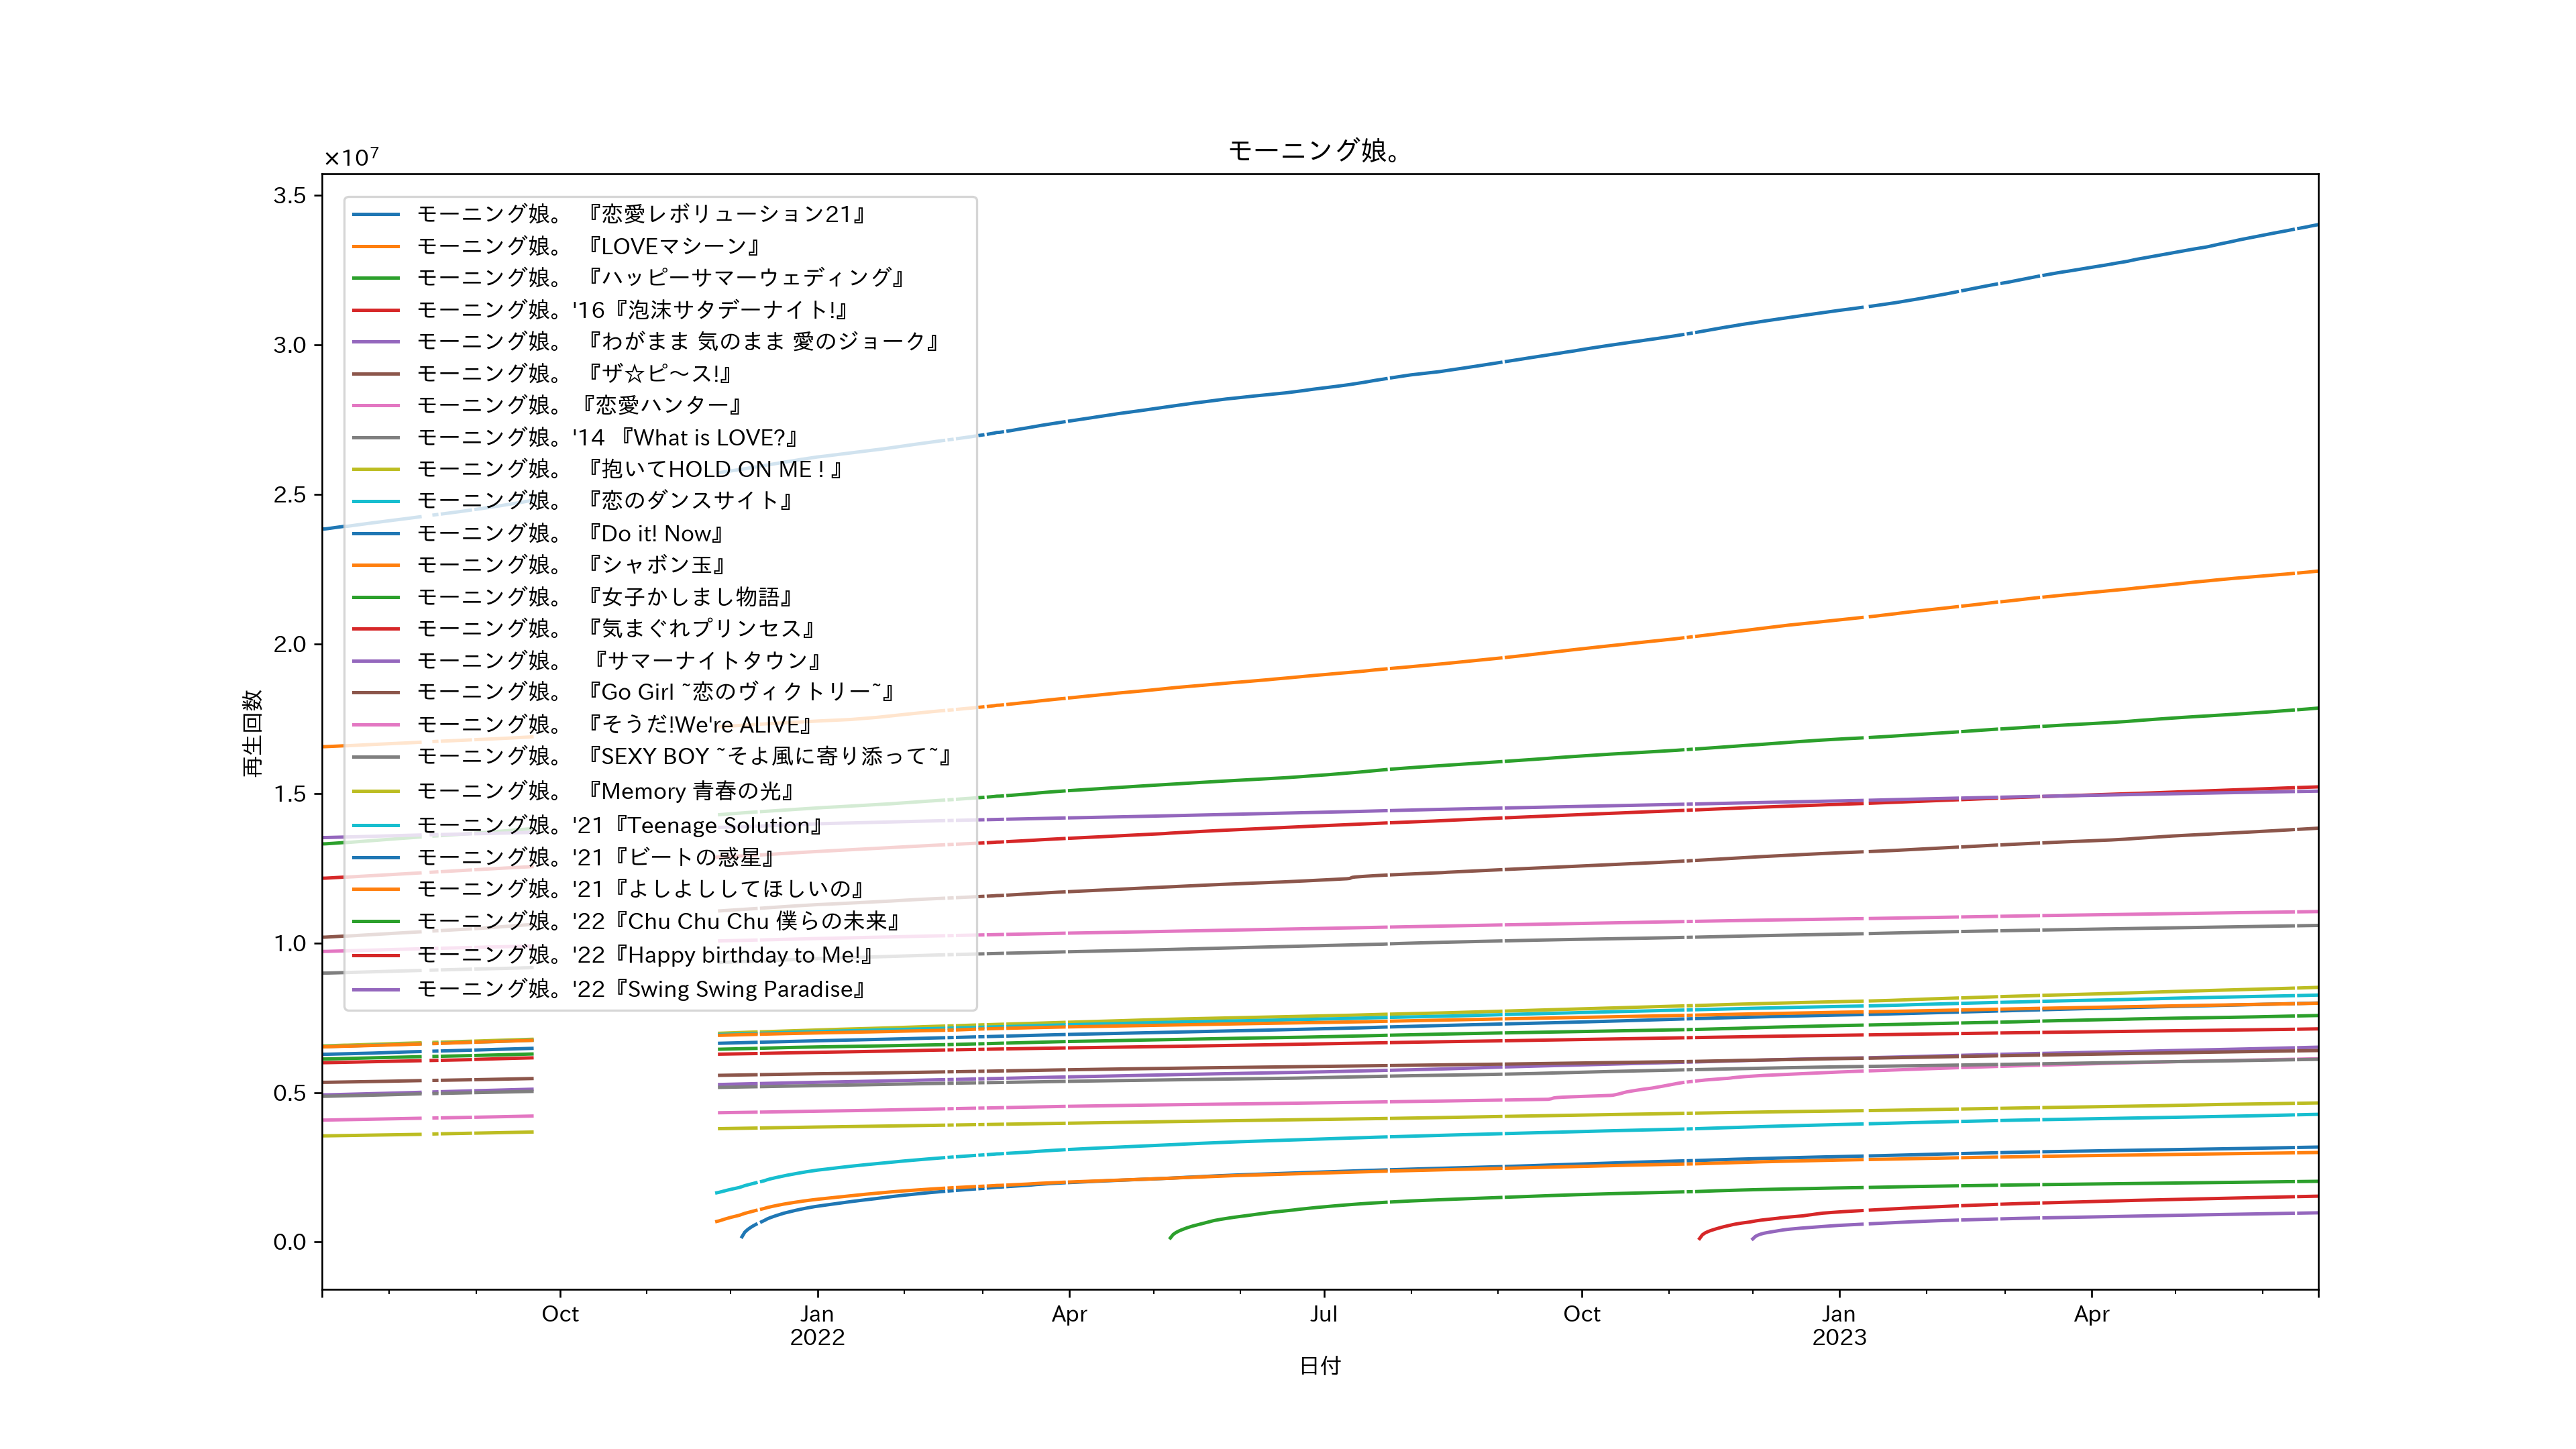 モーニング娘。
×10⁷
3.5
3.0
2.5
2.0
1.5
1.0
0.5
0.0
再生回数
モーニング娘。 『恋愛レボリューション21』
モーニング娘。 『LOVEマシーン』
モーニング娘。 『ハッピーサマーウェディング』
モーニング娘。'16『泡沫サタデーナイト!』
モーニング娘。 『わがまま 気のまま 愛のジョーク』
モーニング娘。 『ザ☆ピ〜ス!』
モーニング娘。『恋愛ハンター』
モーニング娘。'14 『What is LOVE?』
モーニング娘。 『抱いてHOLD ON ME ! 』
モーニング娘。 『恋のダンスサイト』
モーニング娘。 『Do it! Now』
モーニング娘。 『シャボン玉』
モーニング娘。 『女子かしまし物語』
モーニング娘。 『気まぐれプリンセス』
モーニング娘。  『サマーナイトタウン』
モーニング娘。 『Go Girl ~恋のヴィクトリー~』
モーニング娘。 『そうだ!We're ALIVE』
モーニング娘。 『SEXY BOY ~そよ風に寄り添って~』
モーニング娘。 『Memory 青春の光』
モーニング娘。'21『Teenage Solution』
モーニング娘。'21『ビートの惑星』
モーニング娘。'21『よしよししてほしいの』
モーニング娘。'22『Chu Chu Chu 僕らの未来』
モーニング娘。'22『Happy birthday to Me!』
モーニング娘。'22『Swing Swing Paradise』
Oct Jan Apr Jul Oct Jan Apr
2022 2023
日付